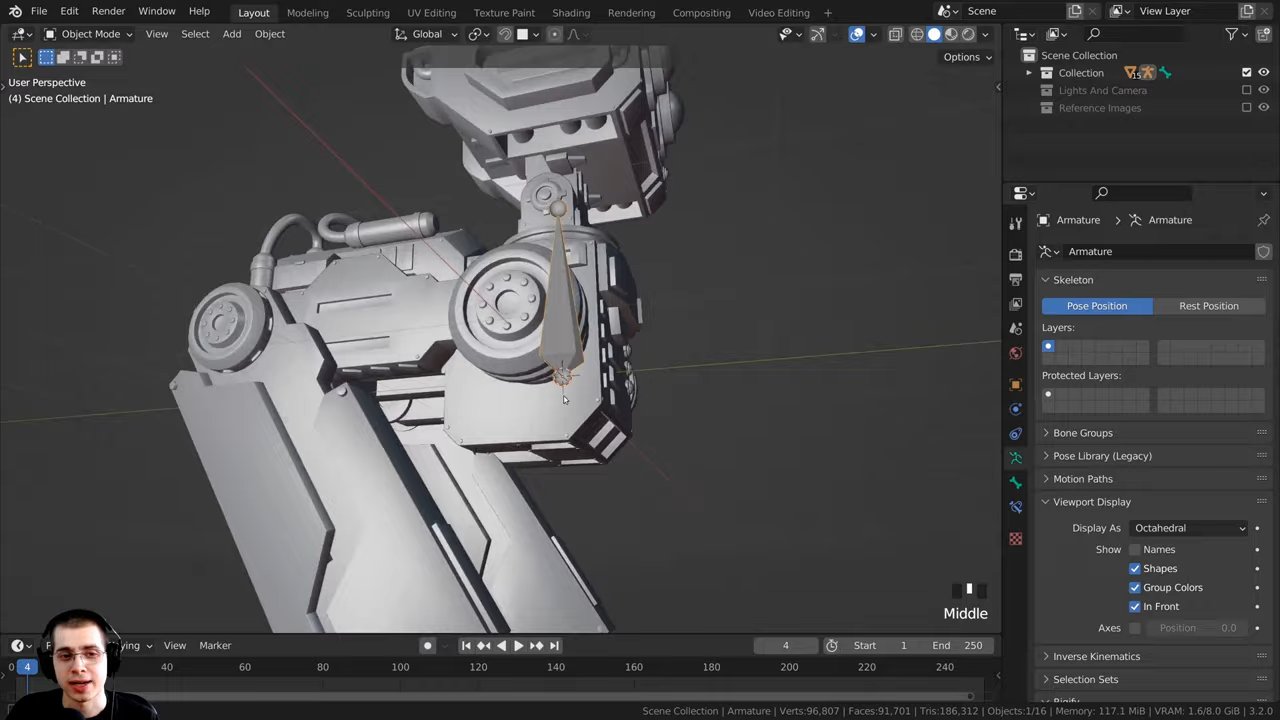 File Edit Render Window Help
Layout Modeling Sculpting UV Editing Texture Paint Shading Animation Rendering Compositing Video Editing +
Scene
View Layer
Object Mode View Select Add Object
Global
Options
User Perspective
(4) Scene Collection | Armature
Scene Collection
Collection
Lights And Camera
Reference Images
Armature > Armature
Armature
Skeleton
Pose Position Rest Position
Layers:
Protected Layers:
Bone Groups
Pose Library (Legacy)
Motion Paths
Viewport Display
Display As Octahedral
Show Names
Shapes
Group Colors
In Front
Axes Position 0.0
Inverse Kinematics
Selection Sets
Rigify
Middle
View Marker
4 Start 1 End 250
0 4 40 60 80 100 120 140 160 180 200 220 240
Scene Collection | Armature | Verts:96,807 | Faces:91,701 | Tris:186,312 | Objects:1/16 | Memory: 117.1 MiB | VRAM: 1.6/8.0 GiB | 3.2.0